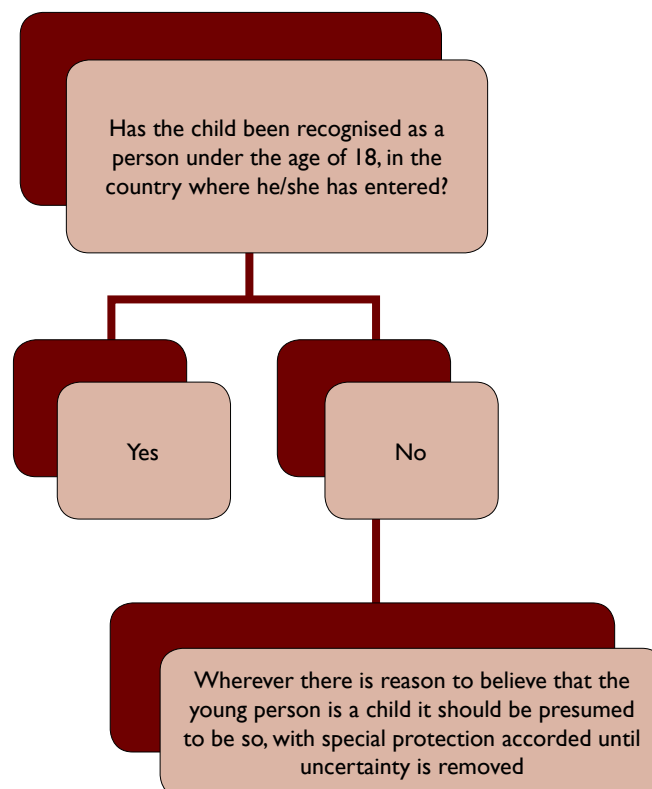 Has the child been recognised as a
person under the age of 18, in the
country where he/she has entered?
Yes
No
Wherever there is reason to believe that the
young person is a child it should be presumed
to be so, with special protection accorded until
uncertainty is removed